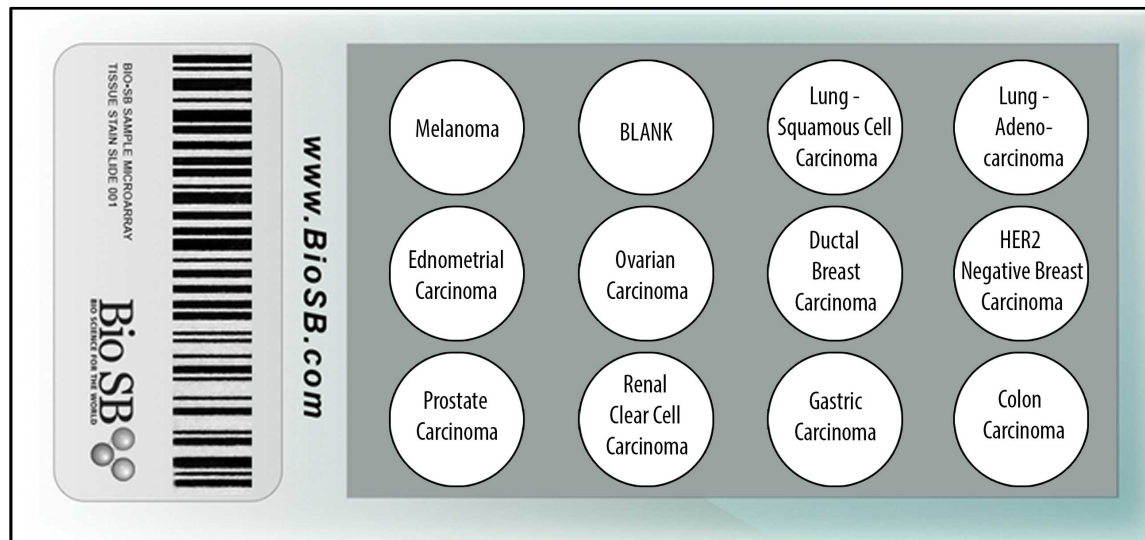 BIO•SB SAMPLE MICROARRAY
TISSUE STAIN SLIDE 001
Bio SB
BIO SCIENCE FOR THE WORLD
www.BioSB.com
Melanoma
BLANK
Lung -
Squamous Cell
Carcinoma
Lung -
Adeno-
carcinoma
Ednometrial
Carcinoma
Ovarian
Carcinoma
Ductal
Breast
Carcinoma
HER2
Negative Breast
Carcinoma
Prostate
Carcinoma
Renal
Clear Cell
Carcinoma
Gastric
Carcinoma
Colon
Carcinoma